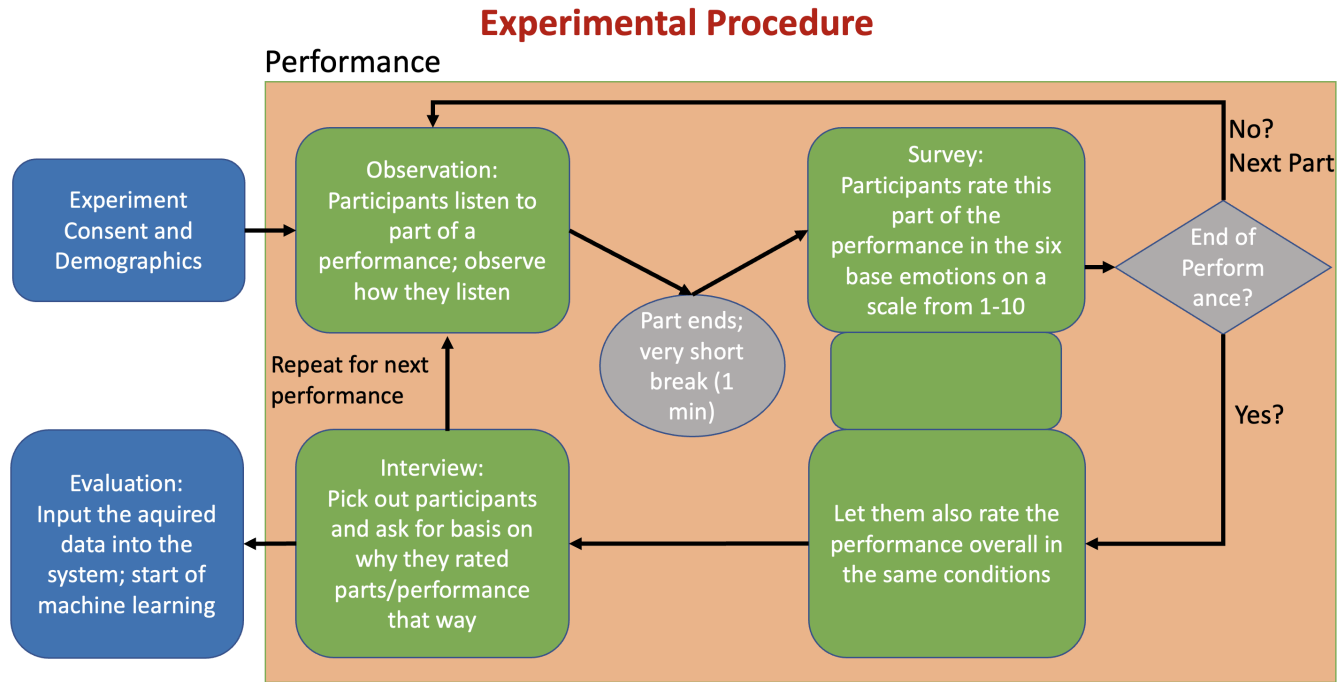 Experimental Procedure
Performance
Experiment
Consent and
Demographics
Observation:
Participants listen to
part of a
performance; observe
how they listen
Part ends;
very short
break (1
min)
Survey:
Participants rate this
part of the
performance in the six
base emotions on a
scale from 1-10
End of
Perform
ance?
No?
Next Part
Yes?
Let them also rate the
performance overall in
the same conditions
Interview:
Pick out participants
and ask for basis on
why they rated
parts/performance
that way
Repeat for next
performance
Evaluation:
Input the aquired
data into the
system; start of
machine learning